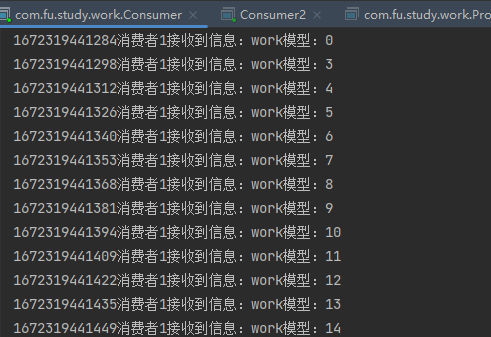 com.fu.study.work.Consumer × Consumer2 × com.fu.study.work.Pro
1672319441284消费者1接收到信息：work模型：0
1672319441298消费者1接收到信息：work模型：3
1672319441312消费者1接收到信息：work模型：4
1672319441326消费者1接收到信息：work模型：5
1672319441340消费者1接收到信息：work模型：6
1672319441353消费者1接收到信息：work模型：7
1672319441368消费者1接收到信息：work模型：8
1672319441381消费者1接收到信息：work模型：9
1672319441394消费者1接收到信息：work模型：10
1672319441409消费者1接收到信息：work模型：11
1672319441422消费者1接收到信息：work模型：12
1672319441435消费者1接收到信息：work模型：13
1672319441449消费者1接收到信息：work模型：14